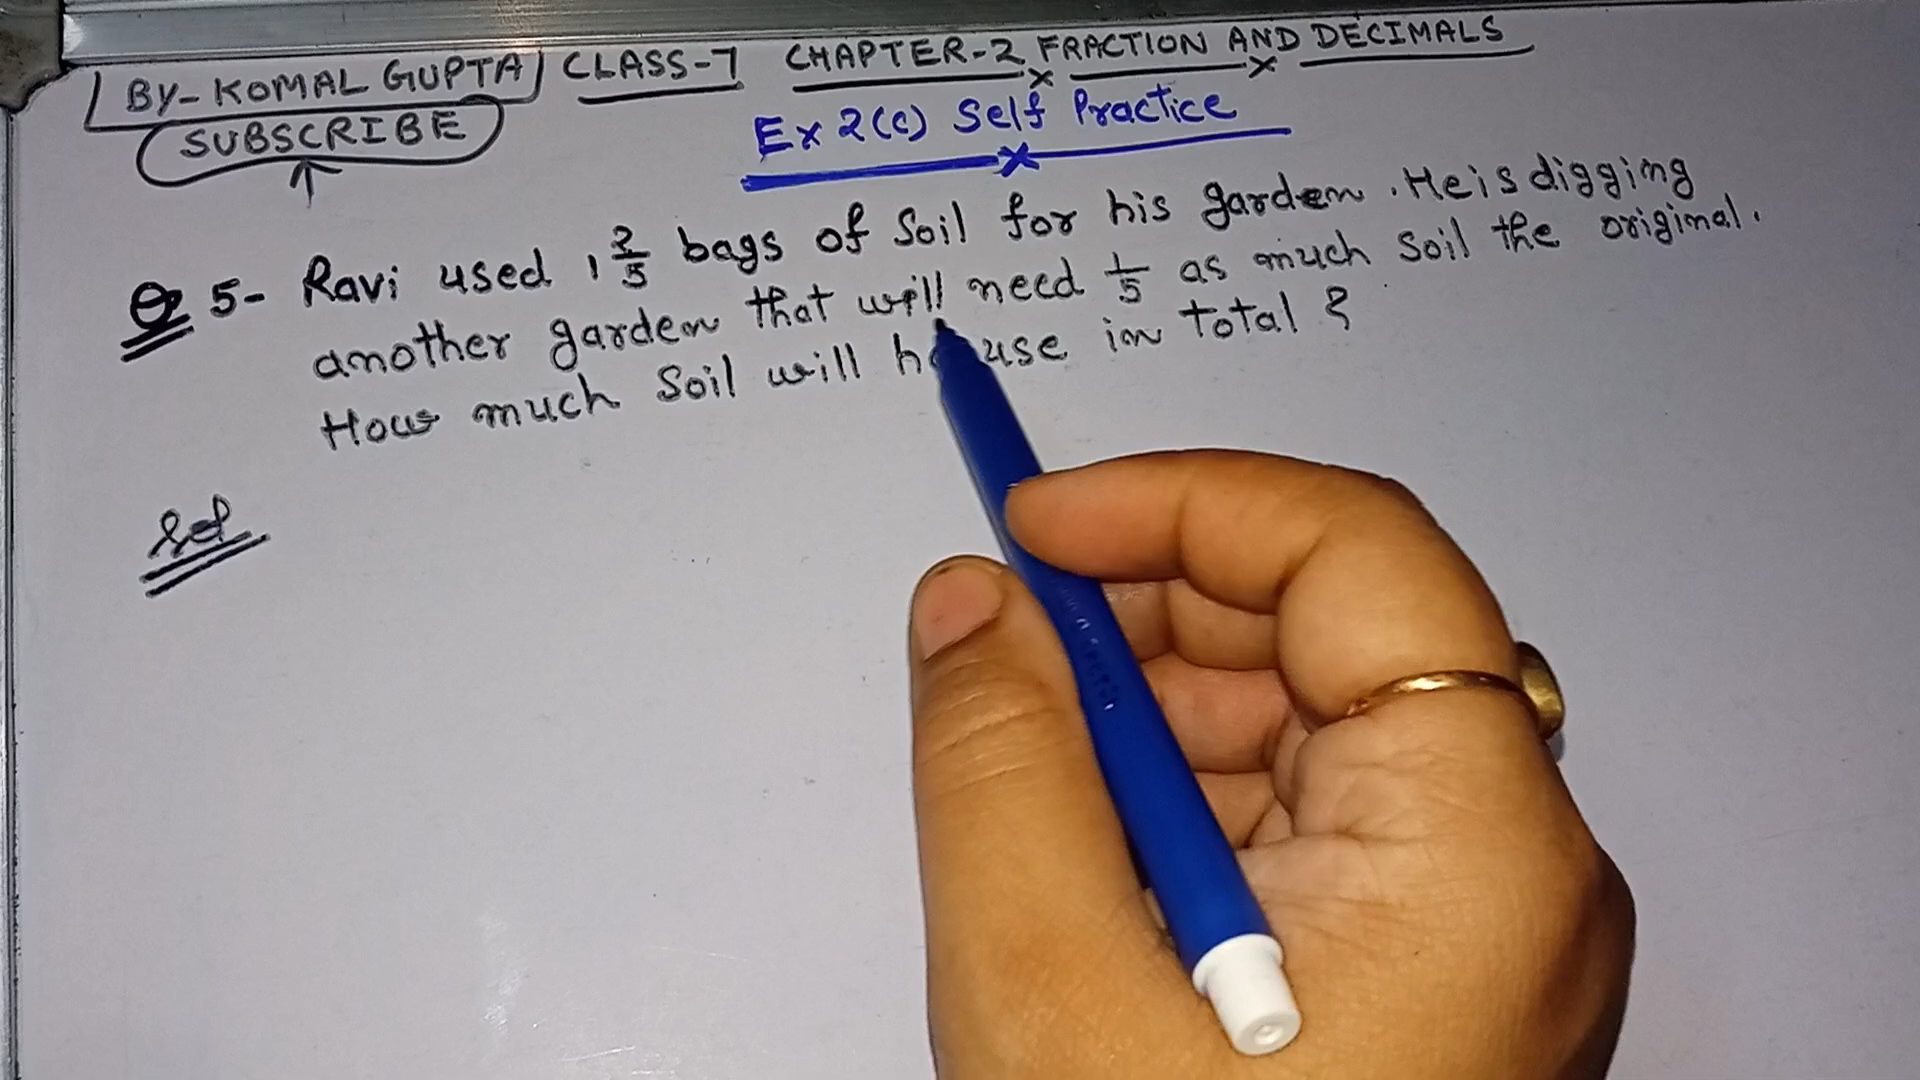 BY-KOMAL GUPTA CLASS-7 CHAPTER-2 FRACTION AND DECIMALS
SUBSCRIBE
Ex 2(c) Self Practice
Q 5- Ravi used 1 2/5 bags of Soil for his garden. He is digging
another garden that will need 1/5 as much Soil the original.
How much Soil will use in total ?
Sol